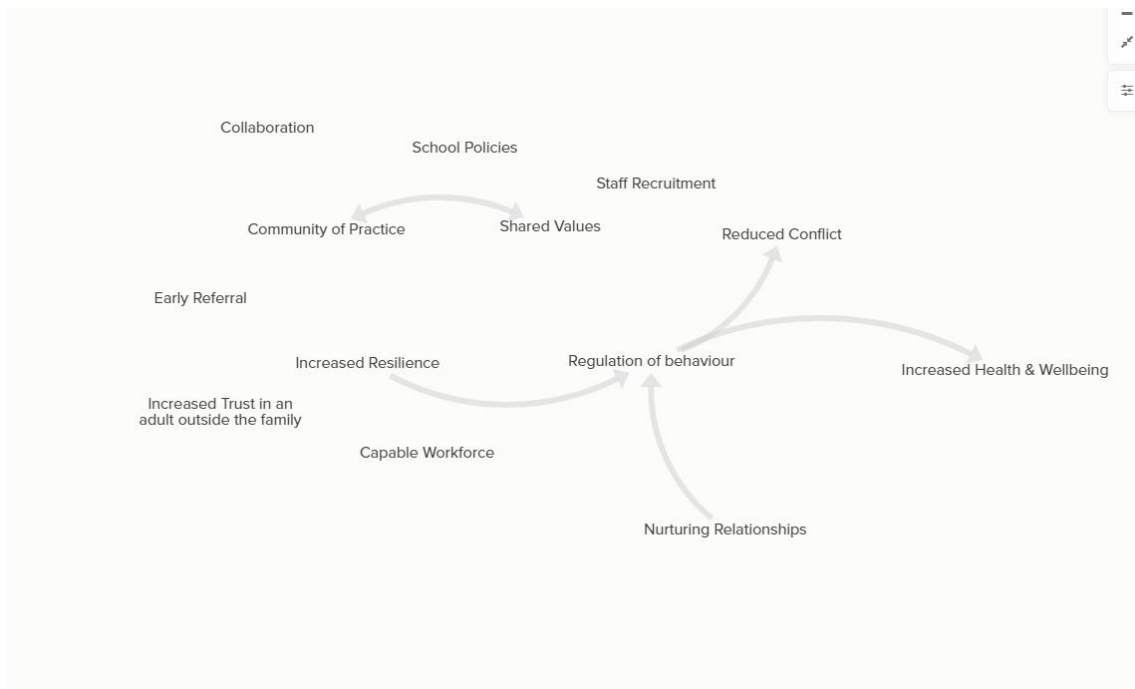 Collaboration
School Policies
Staff Recruitment
Community of Practice
Shared Values
Reduced Conflict
Early Referral
Increased Resilience
Regulation of behaviour
Increased Health & Wellbeing
Increased Trust in an
adult outside the family
Capable Workforce
Nurturing Relationships